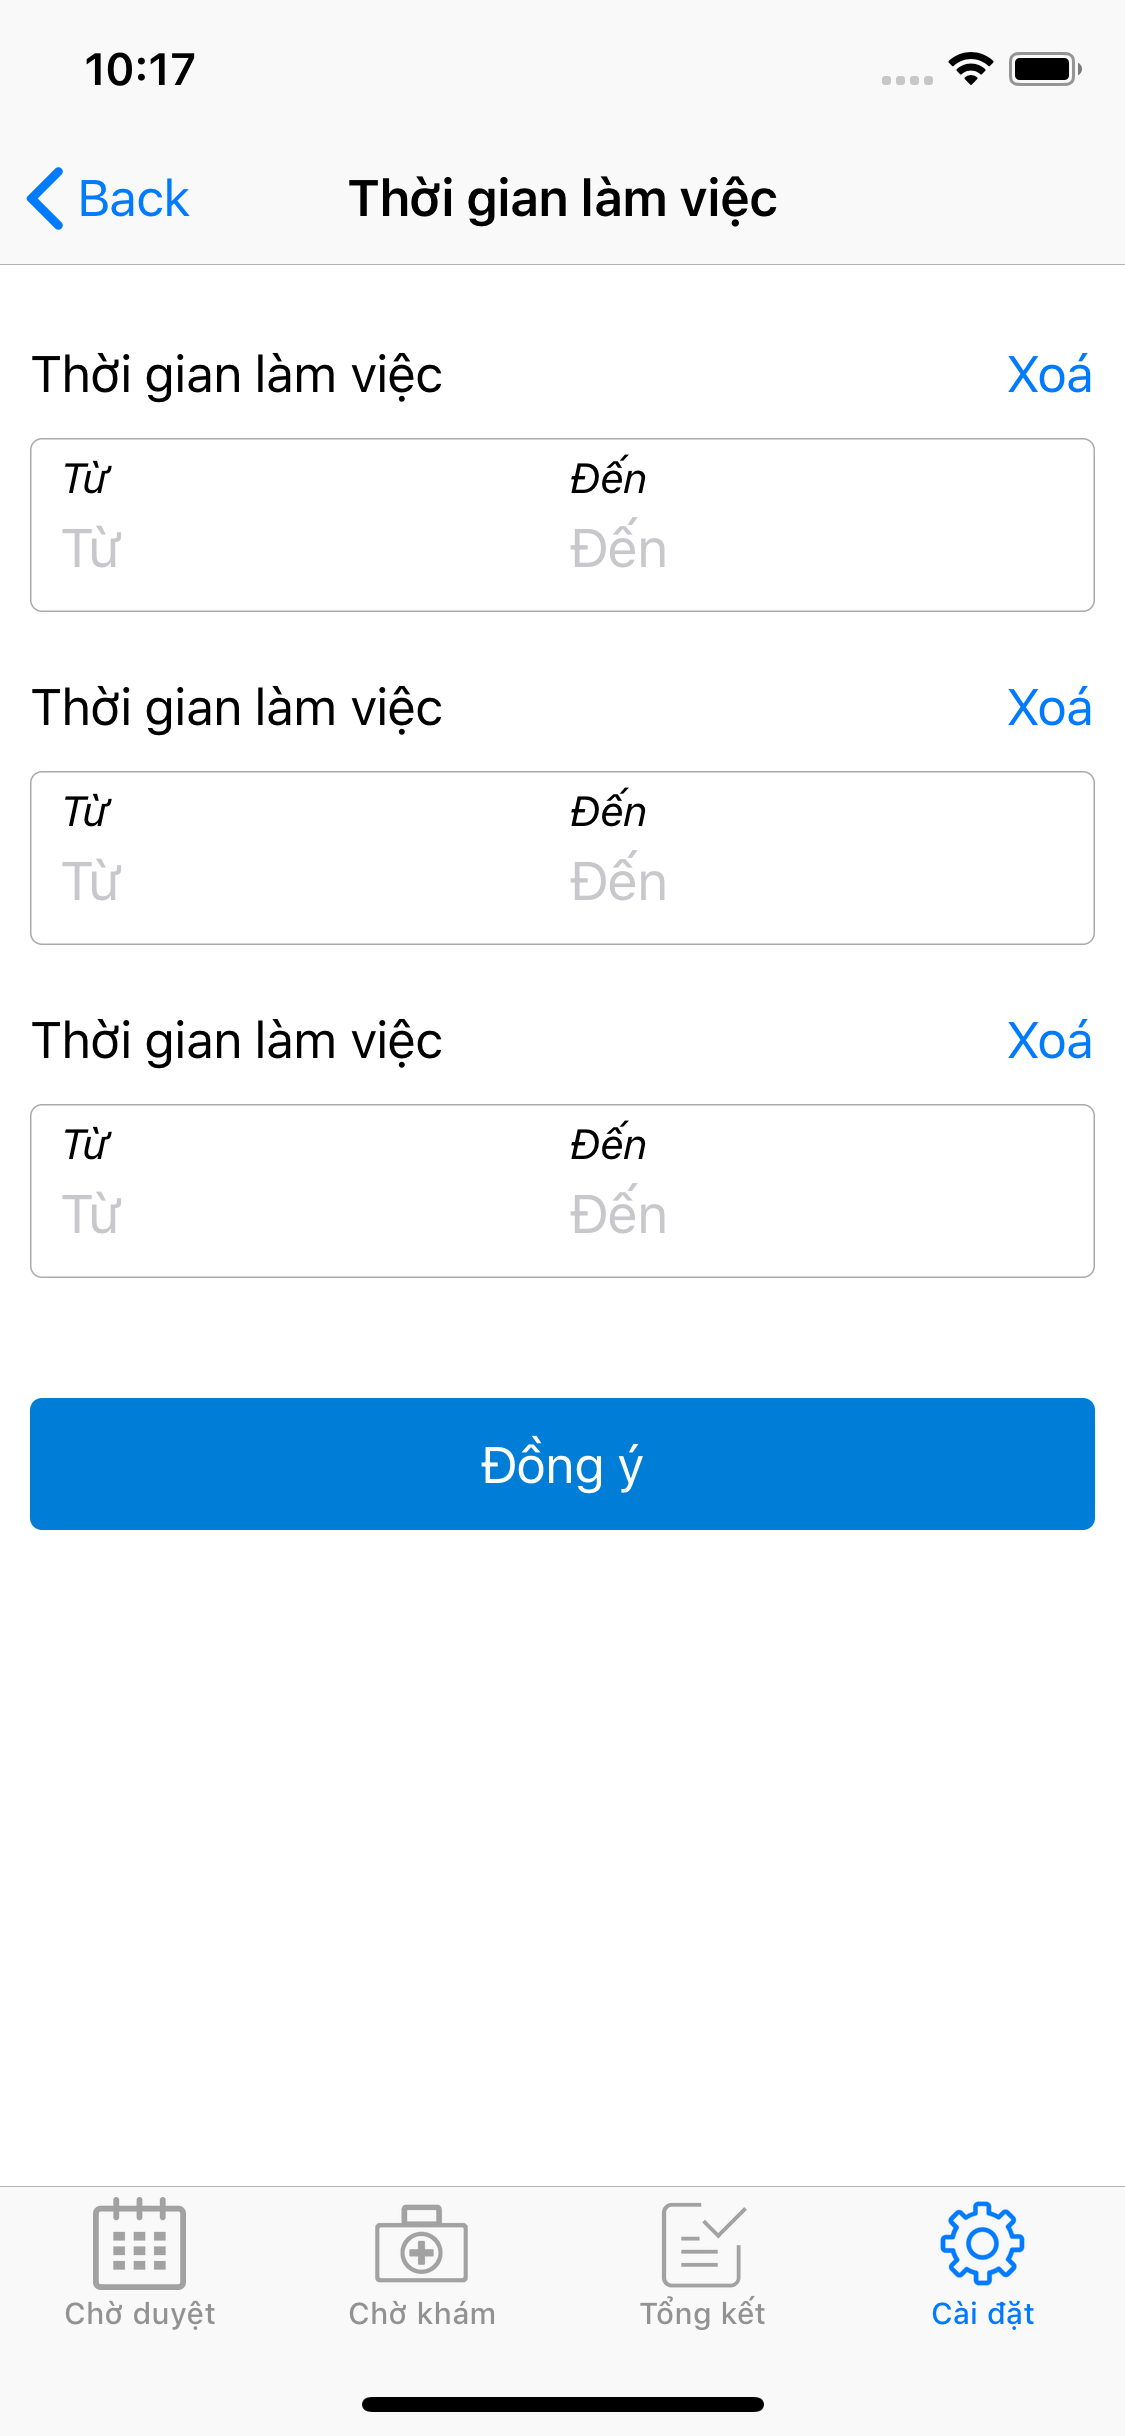 10:17
Back
Thời gian làm việc
Thời gian làm việc Xoá
Từ Đến
Từ Đến
Thời gian làm việc Xoá
Từ Đến
Từ Đến
Thời gian làm việc Xoá
Từ Đến
Từ Đến
Đồng ý
Chờ duyệt Chờ khám Tổng kết Cài đặt